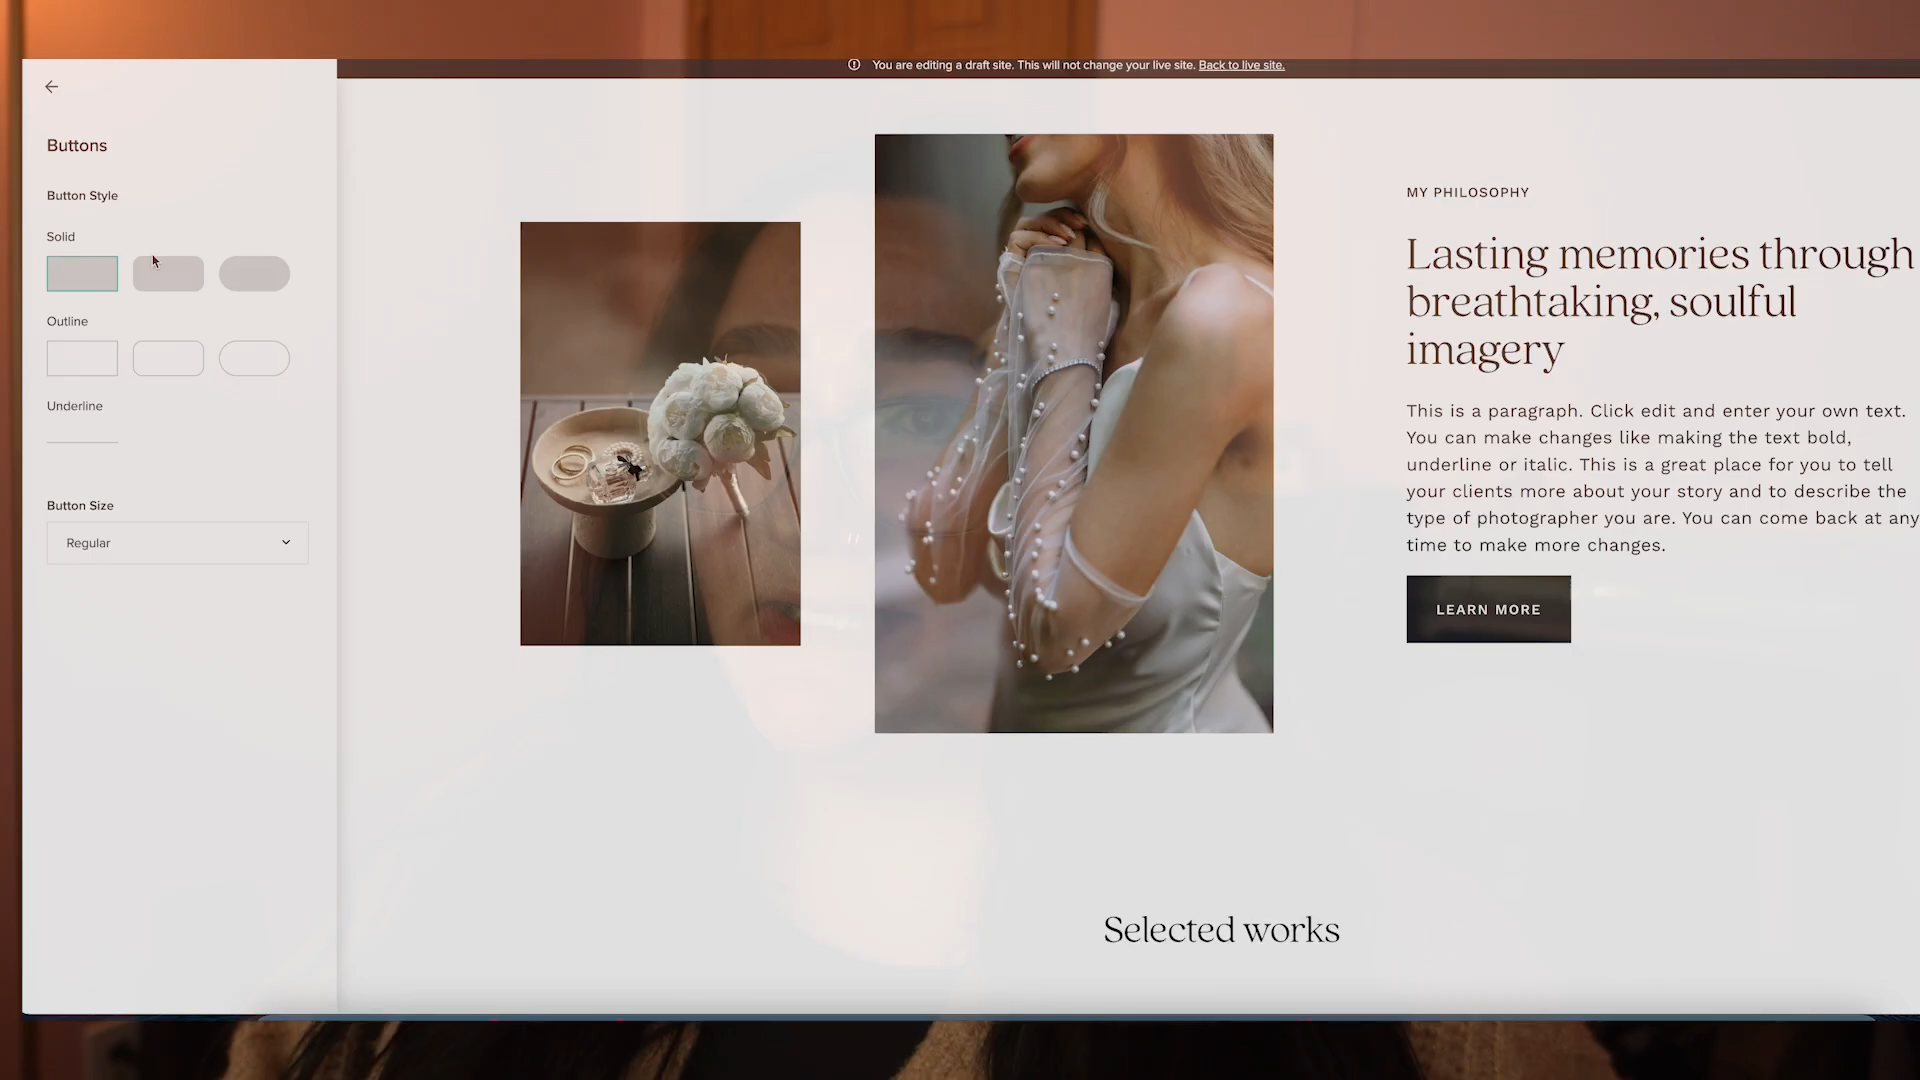 You are editing a draft site. This will not change your live site. Back to live site.
Buttons
Button Style
Solid
Outline
Underline
Button Size
Regular
MY PHILOSOPHY
Lasting memories through
breathtaking, soulful
imagery
This is a paragraph. Click edit and enter your own text.
You can make changes like making the text bold,
underline or italic. This is a great place for you to tell
your clients more about your story and to describe the
type of photographer you are. You can come back at any
time to make more changes.
LEARN MORE
Selected works